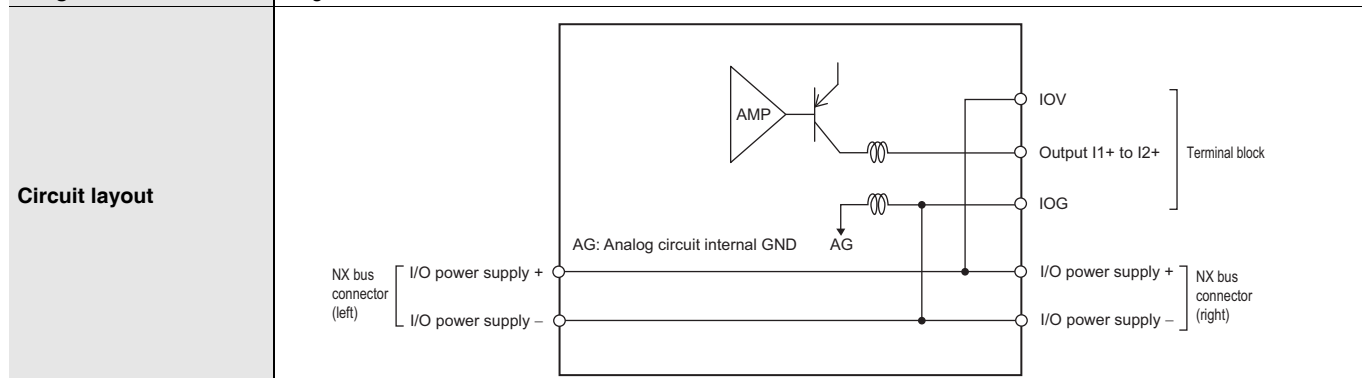 Circuit layout
AMP
IOV
Output I1+ to I2+
Terminal block
IOG
AG: Analog circuit internal GND
AG
NX bus
connector
(left)
I/O power supply +
I/O power supply –
I/O power supply +
I/O power supply –
NX bus
connector
(right)